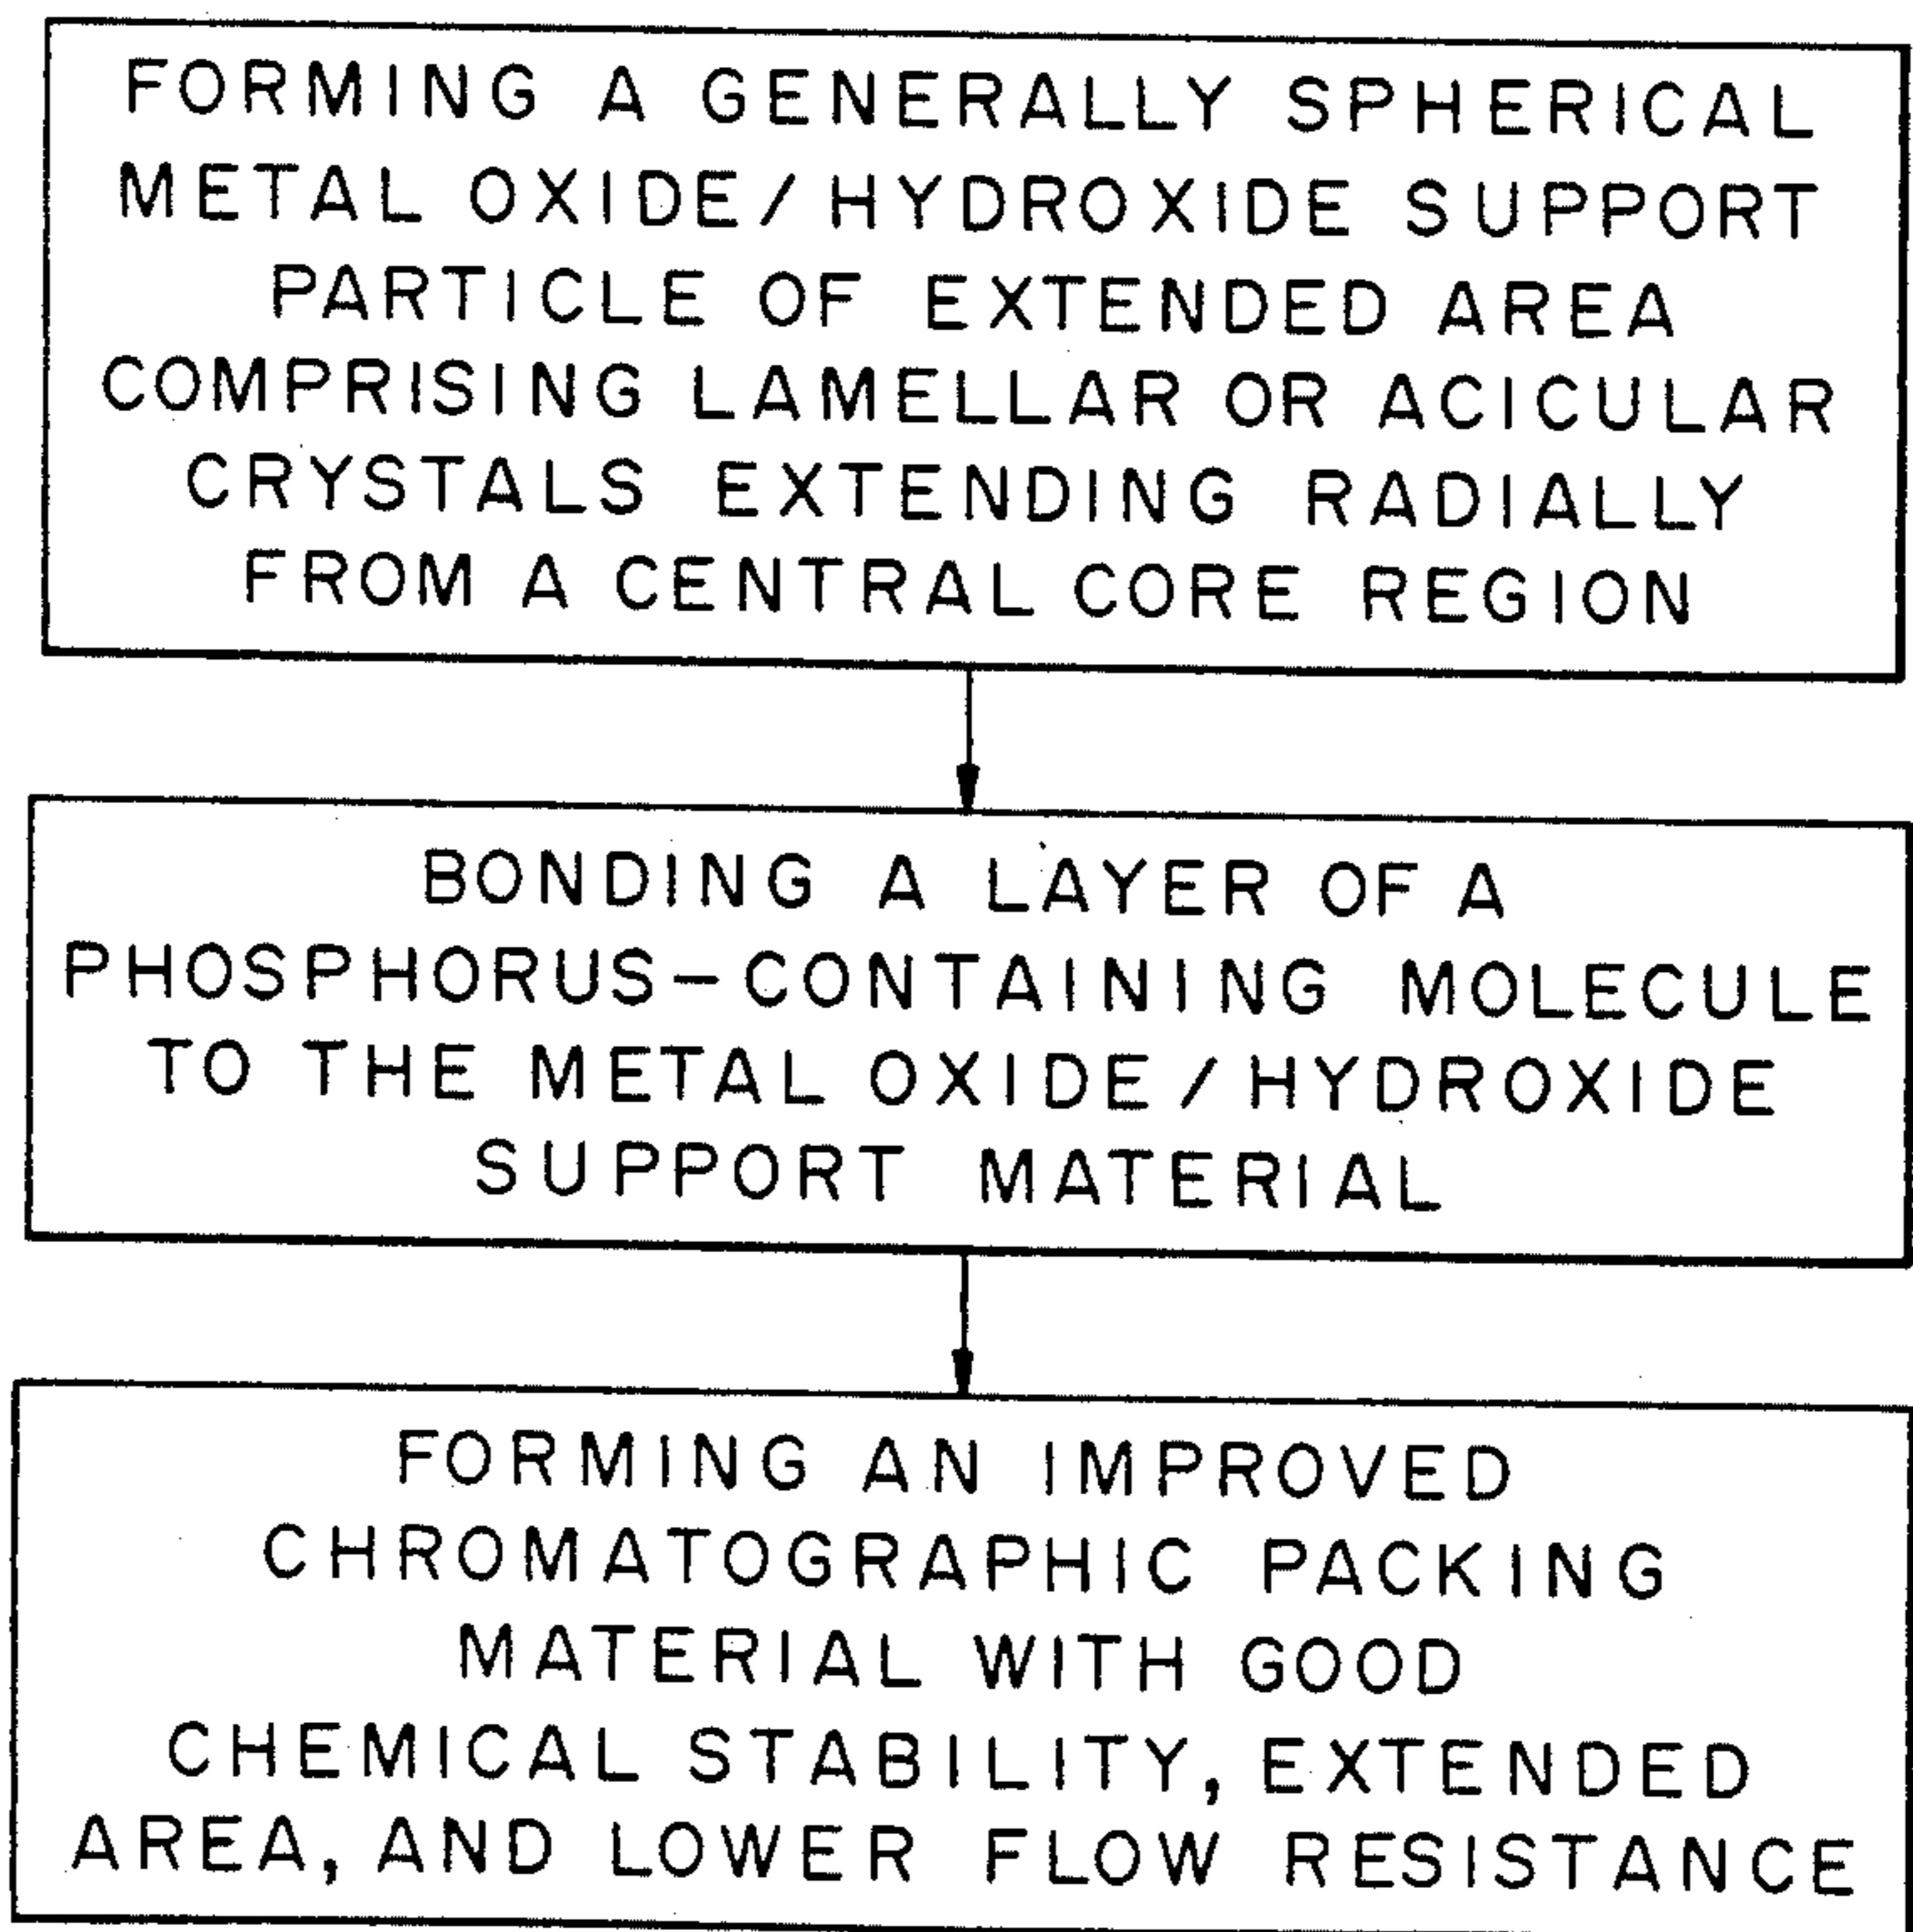 FORMING A GENERALLY SPHERICAL
METAL OXIDE/HYDROXIDE SUPPORT
PARTICLE OF EXTENDED AREA
COMPRISING LAMELLAR OR ACICULAR
CRYSTALS EXTENDING RADIALLY
FROM A CENTRAL CORE REGION
BONDING A LAYER OF A
PHOSPHORUS-CONTAINING MOLECULE
TO THE METAL OXIDE/HYDROXIDE
SUPPORT MATERIAL
FORMING AN IMPROVED
CHROMATOGRAPHIC PACKING
MATERIAL WITH GOOD
CHEMICAL STABILITY, EXTENDED
AREA, AND LOWER FLOW RESISTANCE